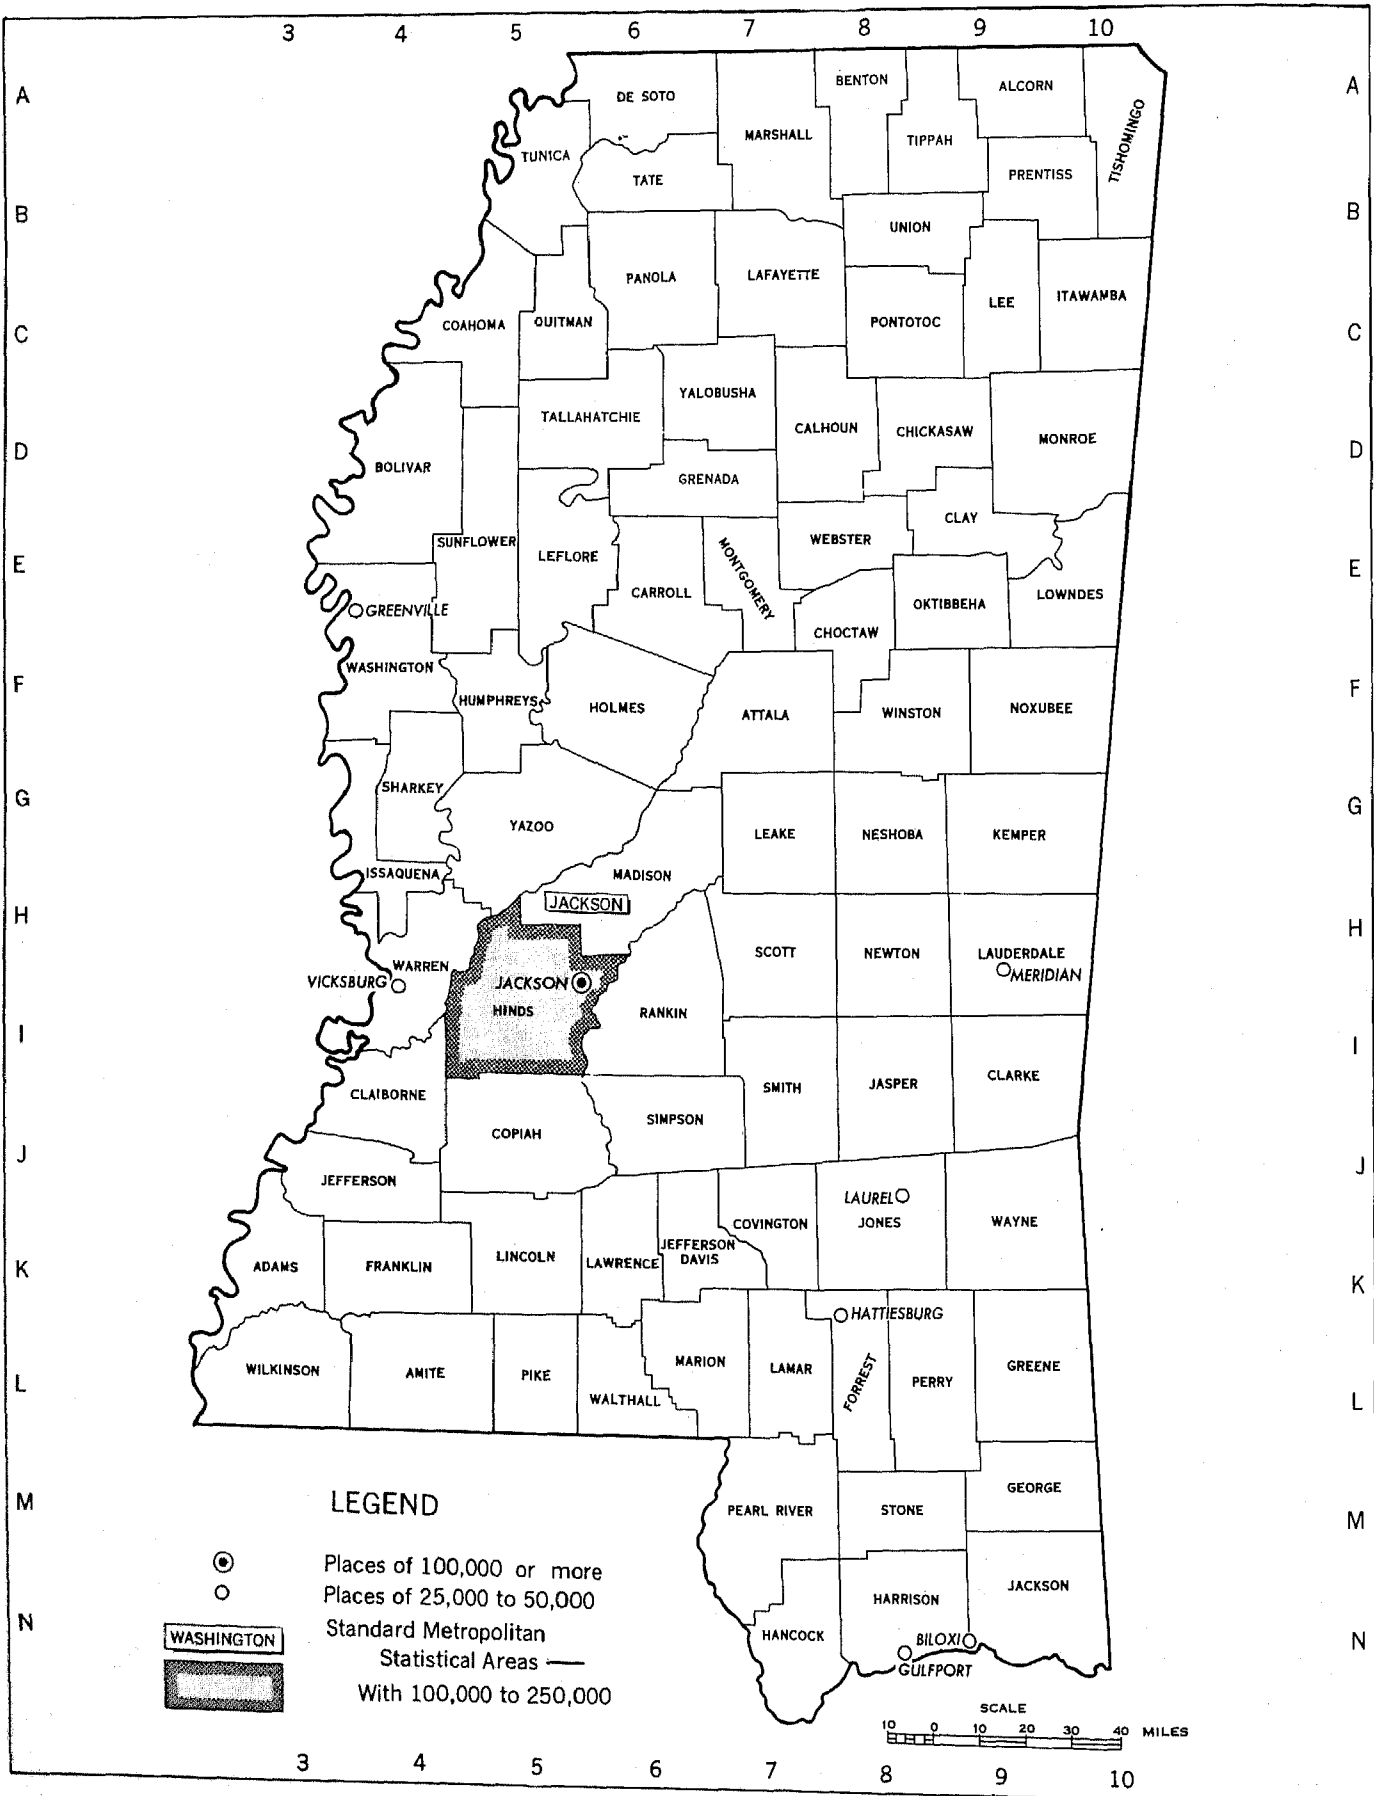 3 4 5 6 7 8 9 10
A A
BENTON
ALCORN
DE SOTO
TISHOMINGO
MARSHALL
TIPPAH
TUNICA
PRENTISS
TATE
B B
UNION
PANOLA
LAFAYETTE
ITAWAMBA
LEE
C C
COAHOMA
QUITMAN
PONTOTOC
YALOBUSHA
TALLAHATCHIE
CALHOUN
CHICKASAW
MONROE
D D
BOLIVAR
GRENADA
CLAY
SUNFLOWER
WEBSTER
LEFLORE
MONTGOMERY
E E
CARROLL
LOWNDES
OKTIBBEHA
GREENVILLE
CHOCTAW
WASHINGTON
F F
HUMPHREYS
HOLMES
ATTALA
WINSTON
NOXUBEE
SHARKEY
G G
YAZOO
LEAKE
NESHOBA
KEMPER
ISSAQUENA
MADISON
JACKSON
H H
SCOTT
NEWTON
LAUDERDALE
WARREN
MERIDIAN
VICKSBURG
JACKSON
HINDS
RANKIN
I I
SMITH
JASPER
CLARKE
CLAIBORNE
COPIAH
SIMPSON
J J
JEFFERSON
LAUREL
JONES
COVINGTON
WAYNE
JEFFERSON
DAVIS
LINCOLN
LAWRENCE
ADAMS
FRANKLIN
K K
HATTIESBURG
MARION
LAMAR
GREENE
WILKINSON
AMITE
PIKE
FORREST
PERRY
L L
WALTHALL
GEORGE
M M
PEARL RIVER
STONE
JACKSON
HARRISON
N N
HANCOCK
BILOXI
GULFPORT
LEGEND
Places of 100,000 or more
Places of 25,000 to 50,000
WASHINGTON
Standard Metropolitan
Statistical Areas
With 100,000 to 250,000
SCALE
10 0 10 20 30 40 MILES
3 4 5 6 7 8 9 10